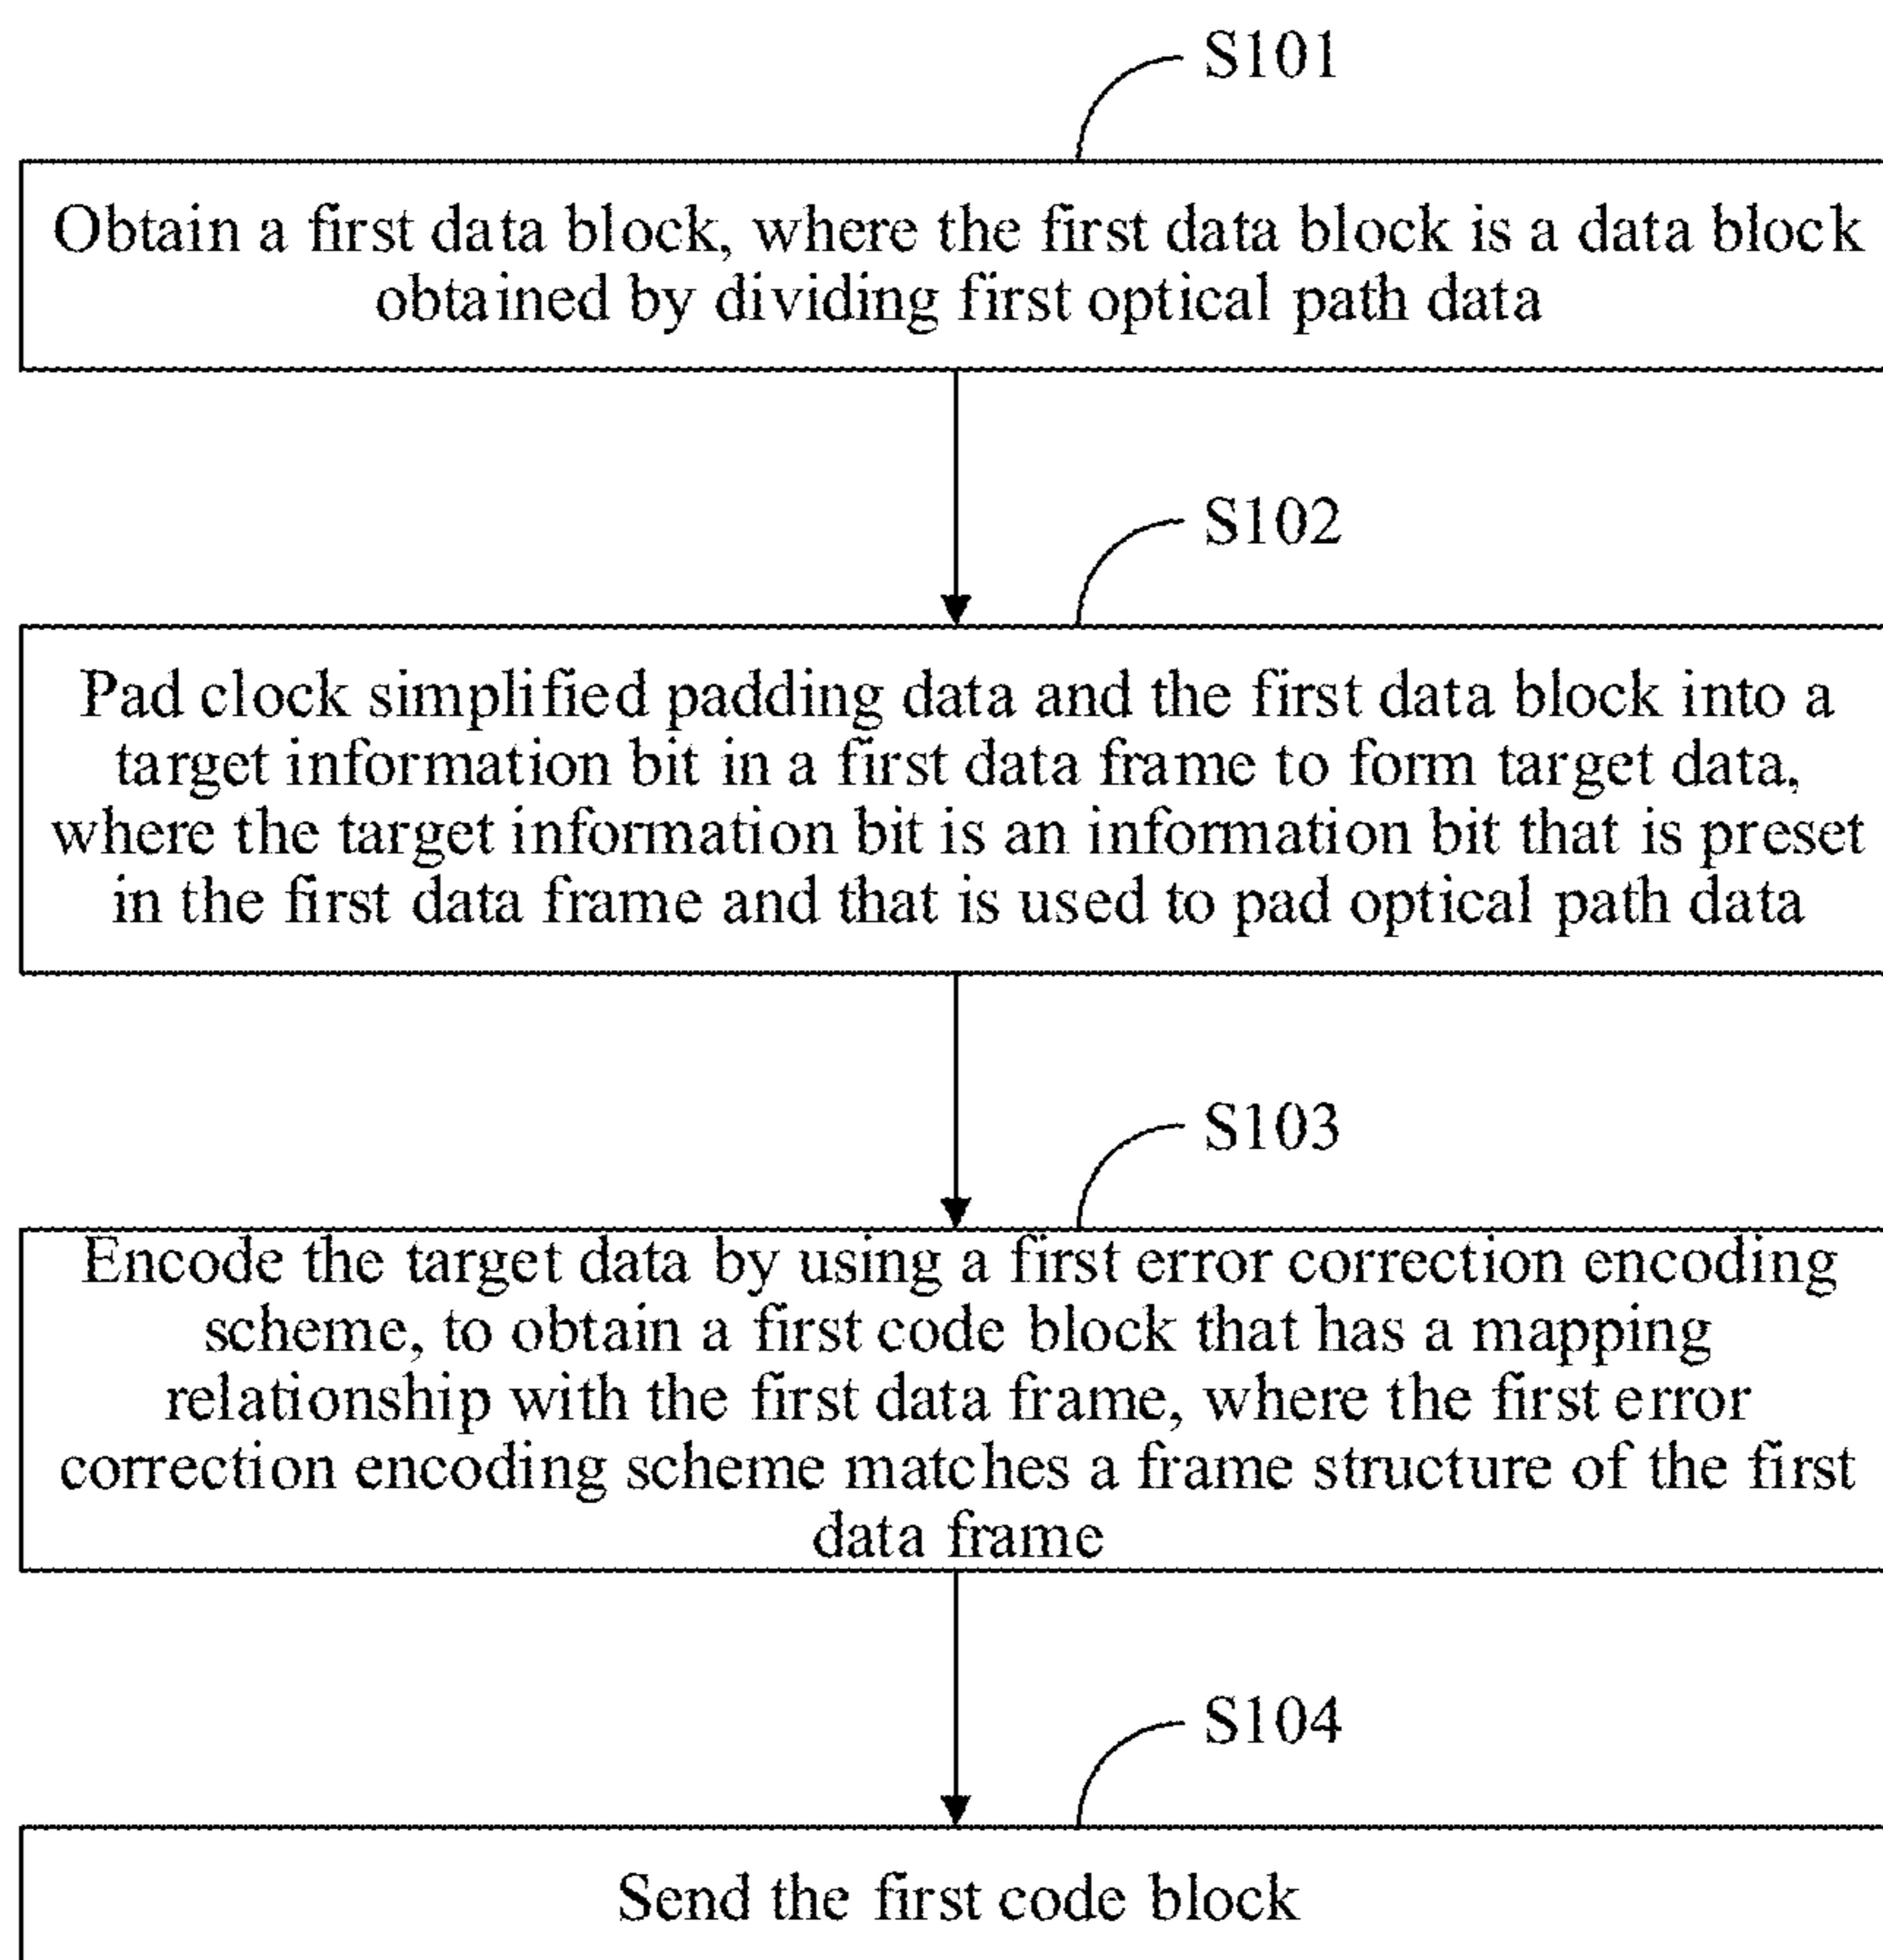 S101
Obtain a first data block, where the first data block is a data block
obtained by dividing first optical path data
S102
Pad clock simplified padding data and the first data block into a
target information bit in a first data frame to form target data,
where the target information bit is an information bit that is preset
in the first data frame and that is used to pad optical path data
S103
Encode the target data by using a first error correction encoding
scheme, to obtain a first code block that has a mapping
relationship with the first data frame, where the first error
correction encoding scheme matches a frame structure of the first
data frame
S104
Send the first code block